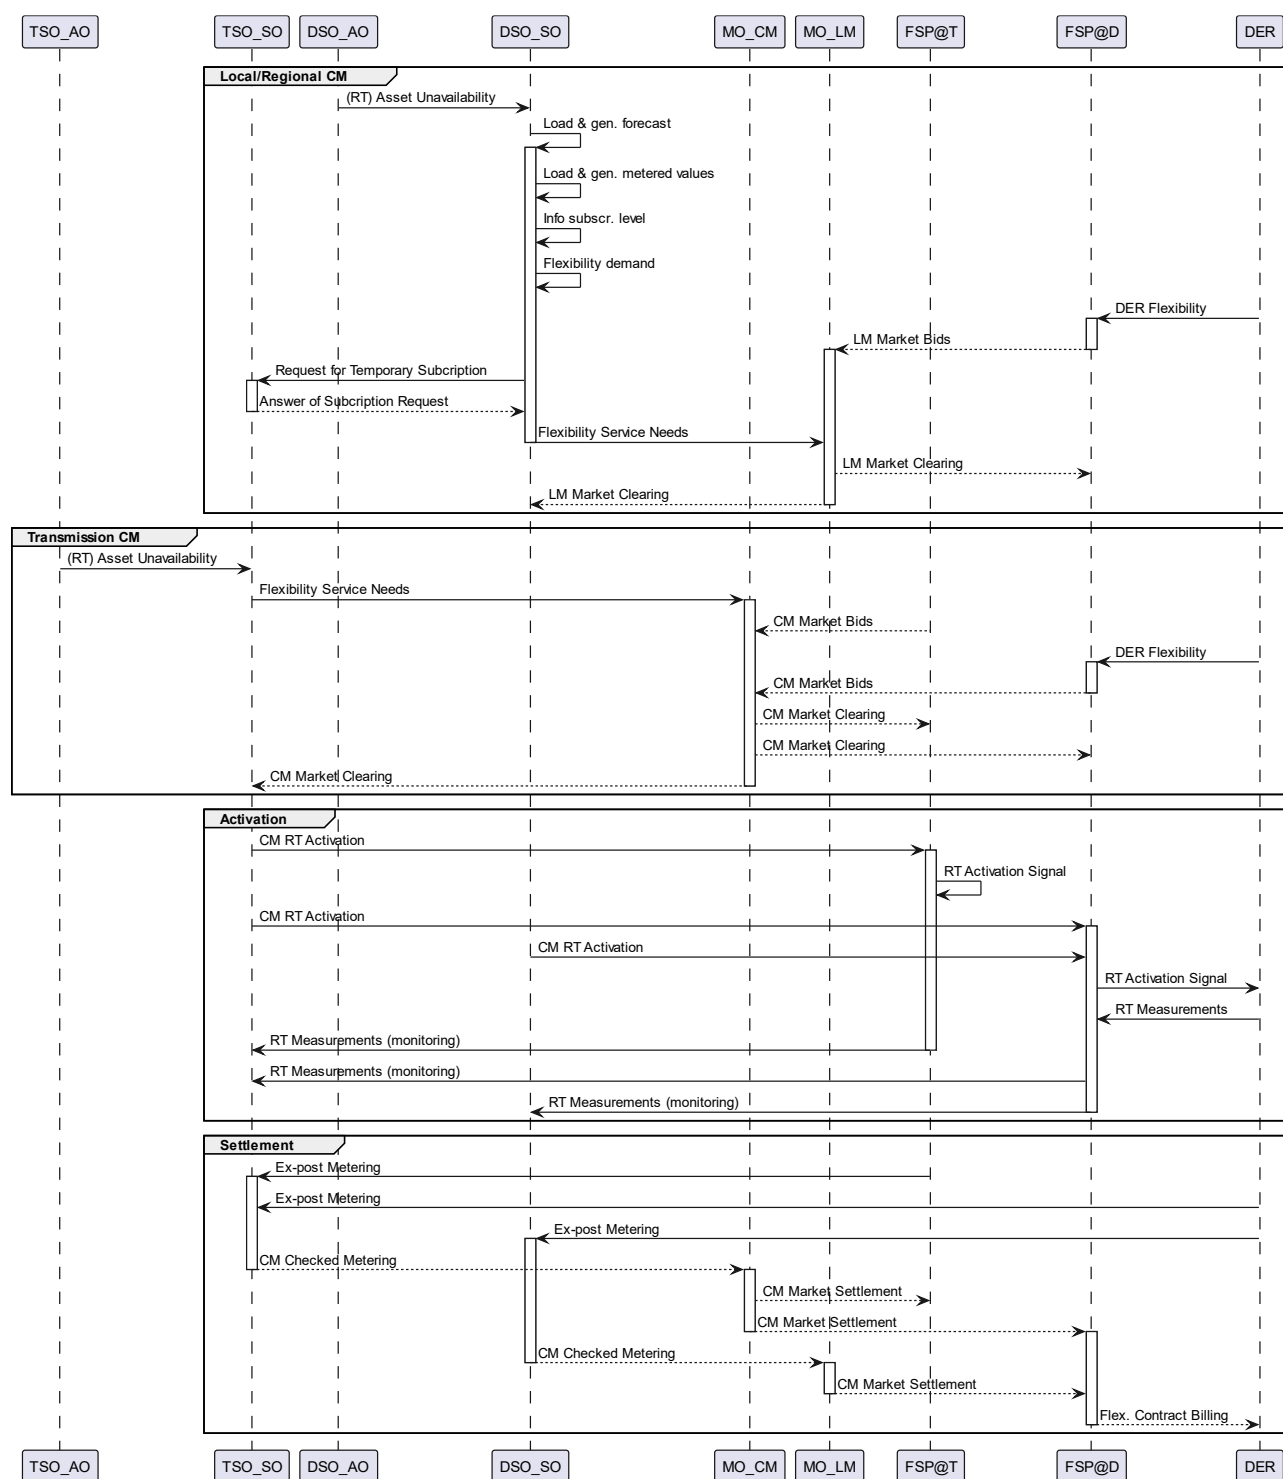 TSO_AO TSO_SO DSO_AO DSO_SO MO_CM MO_LM FSP@T FSP@D DER
Local/Regional CM
(RT) Asset Unavailability
Load & gen. forecast
Load & gen. metered values
Info subscr. level
Flexibility demand
DER Flexibility
LM Market Bids
Request for Temporary Subcription
Answer of Subcription Request
Flexibility Service Needs
LM Market Clearing
LM Market Clearing
Transmission CM
(RT) Asset Unavailability
Flexibility Service Needs
CM Market Bids
DER Flexibility
CM Market Bids
CM Market Clearing
CM Market Clearing
CM Market Clearing
Activation
CM RT Activation
RT Activation Signal
CM RT Activation
CM RT Activation
RT Activation Signal
RT Measurements
RT Measurements (monitoring)
RT Measurements (monitoring)
RT Measurements (monitoring)
Settlement
Ex-post Metering
Ex-post Metering
Ex-post Metering
CM Checked Metering
CM Market Settlement
CM Market Settlement
CM Checked Metering
CM Market Settlement
Flex. Contract Billing
TSO_AO TSO_SO DSO_AO DSO_SO MO_CM MO_LM FSP@T FSP@D DER